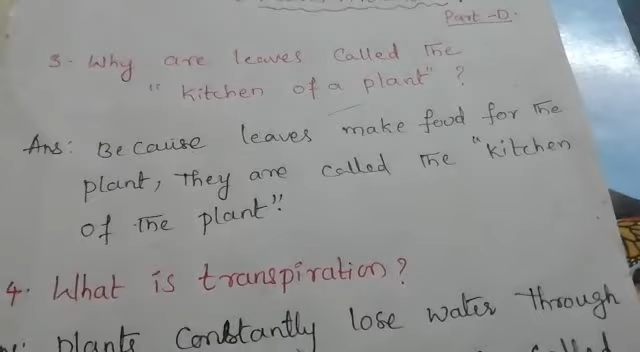 Part-D.
3. Why are leaves called the
" kitchen of a plant" ?
Ans: Because leaves make food for the
plant, they are called the "kitchen
of the plant".
4. What is transpiration?
plants constantly lose water through
called